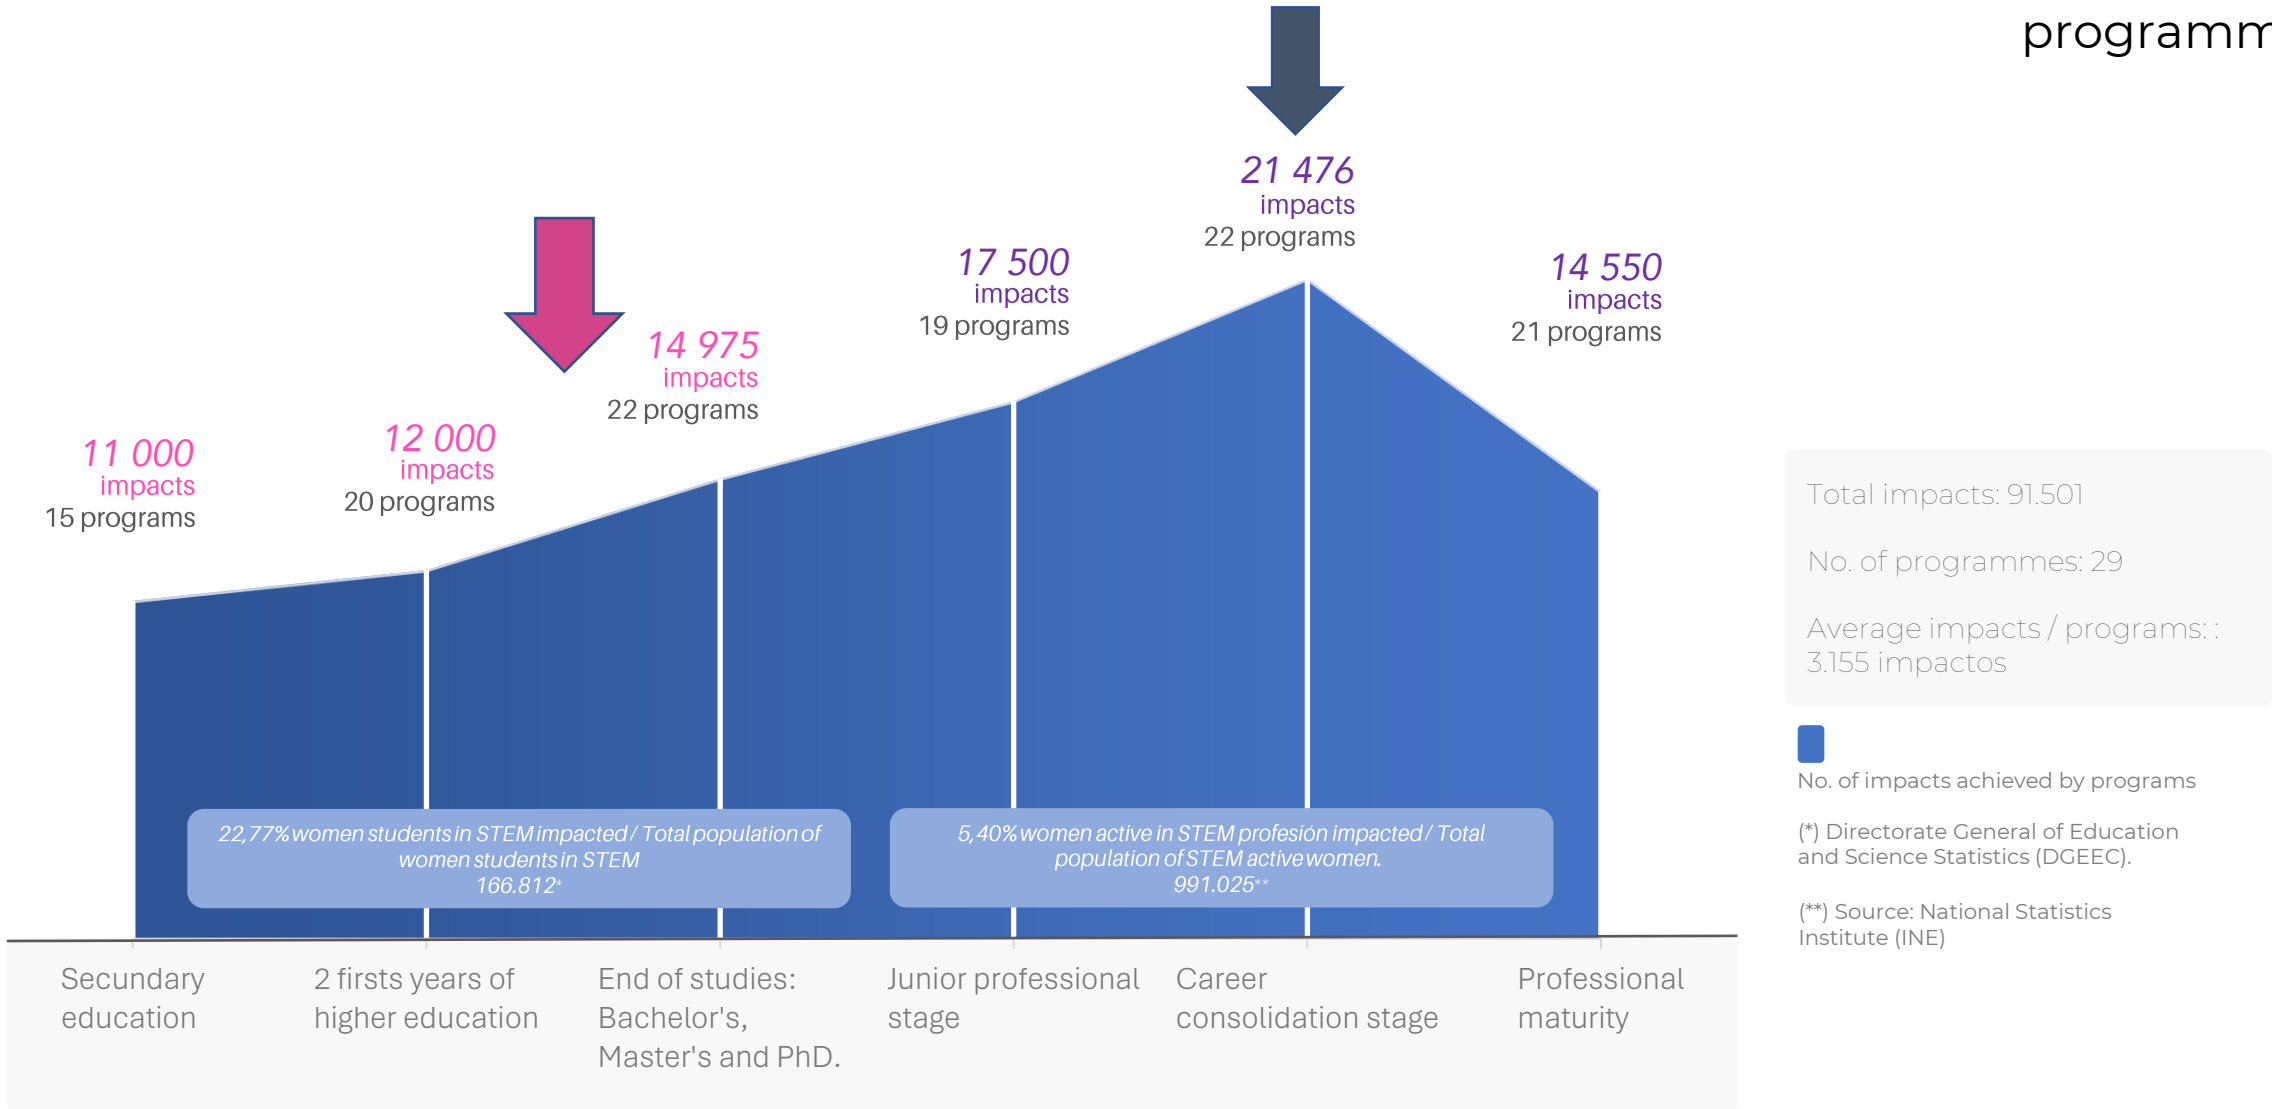 programm
21 476
impacts
22 programs
17 500
impacts
19 programs
14 550
impacts
21 programs
14 975
impacts
22 programs
12 000
impacts
20 programs
11 000
impacts
15 programs
Total impacts: 91.501
No. of programmes: 29
Average impacts / programs: :
3.155 impactos
No. of impacts achieved by programs
(*) Directorate General of Education
and Science Statistics (DGEEC).
(**) Source: National Statistics
Institute (INE)
22,77% women students in STEM impacted / Total population of
women students in STEM
166.812*
5,40% women active in STEM profesión impacted / Total
population of STEM active women.
991.025**
Secundary
education
2 firsts years of
higher education
End of studies:
Bachelor's,
Master's and PhD.
Junior professional
stage
Career
consolidation stage
Professional
maturity